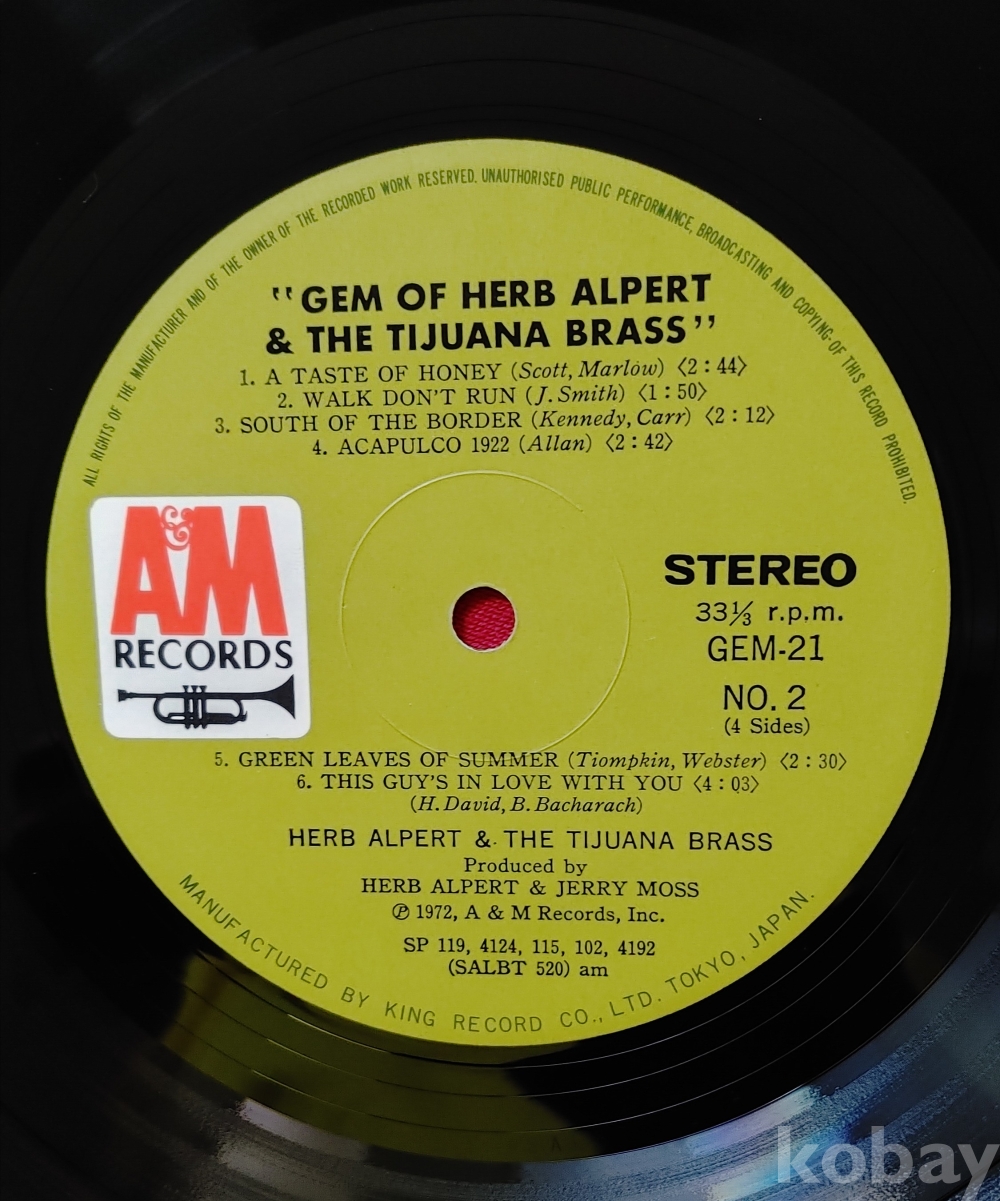 ALL RIGHTS OF THE MANUFACTURER AND OF THE OWNER OF THE RECORDED WORK RESERVED. UNAUTHORISED PUBLIC PERFORMANCE, BROADCASTING AND COPYING OF THIS RECORD PROHIBITED.
"GEM OF HERB ALPERT
& THE TIJUANA BRASS"
1. A TASTE OF HONEY (Scott, Marlow) 〈2:44〉
2. WALK DON'T RUN (J. Smith) 〈1:50〉
3. SOUTH OF THE BORDER (Kennedy, Carr) 〈2:12〉
4. ACAPULCO 1922 (Allan) 〈2:42〉
A&M
RECORDS
STEREO
33⅓ r.p.m.
GEM-21
NO. 2
(4 Sides)
5. GREEN LEAVES OF SUMMER (Tiompkin, Webster) 〈2:30〉
6. THIS GUY'S IN LOVE WITH YOU 〈4:03〉
(H. David, B. Bacharach)
HERB ALPERT & THE TIJUANA BRASS
Produced by
HERB ALPERT & JERRY MOSS
Ⓟ 1972, A & M Records, Inc.
SP 119, 4124, 115, 102, 4192
(SALBT 520) am
MANUFACTURED BY KING RECORD CO., LTD. TOKYO, JAPAN.
kobay